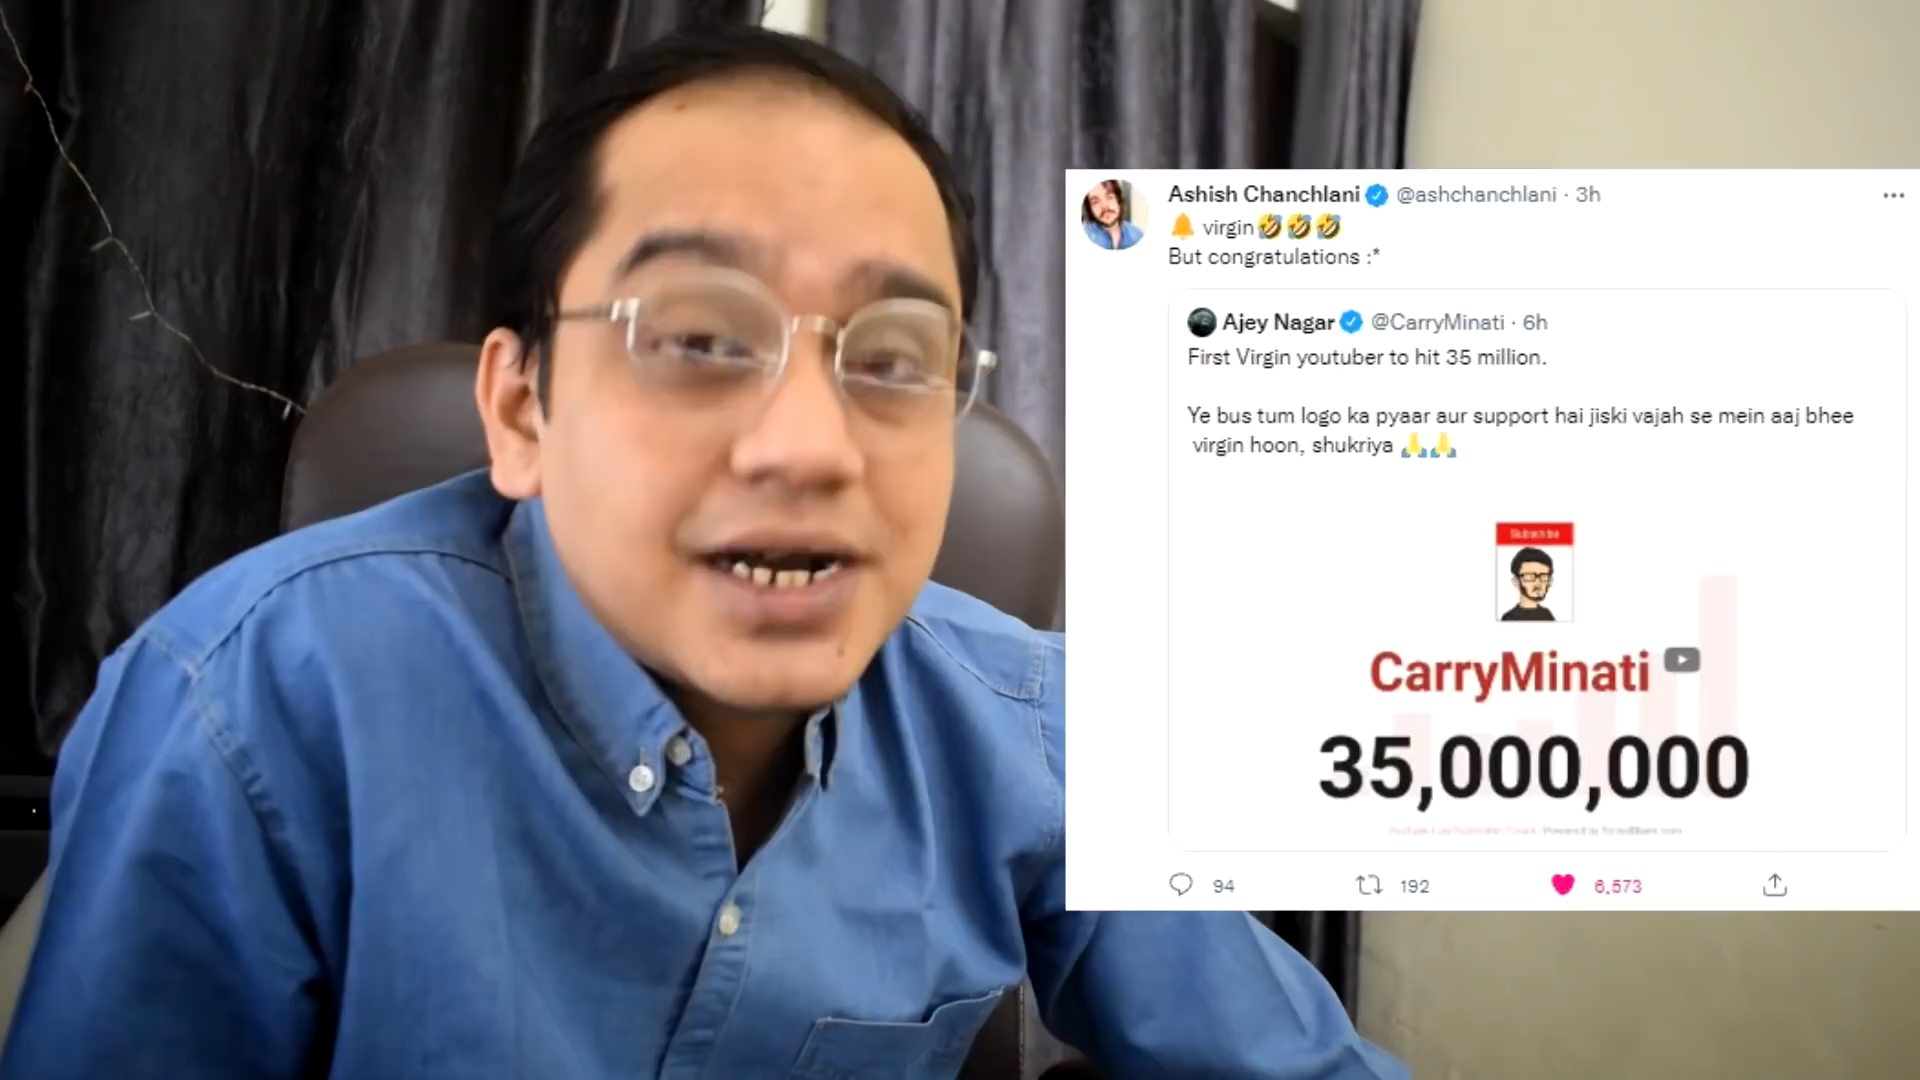 Ashish Chanchlani @ashchanchlani · 3h
🔔 virgin🤣🤣🤣
But congratulations :*
Ajey Nagar @CarryMinati · 6h
First Virgin youtuber to hit 35 million.
Ye bus tum logo ka pyaar aur support hai jiski vajah se mein aaj bhee
virgin hoon, shukriya 🙏🙏
Subscribe
CarryMinati
35,000,000
94 192 6,573